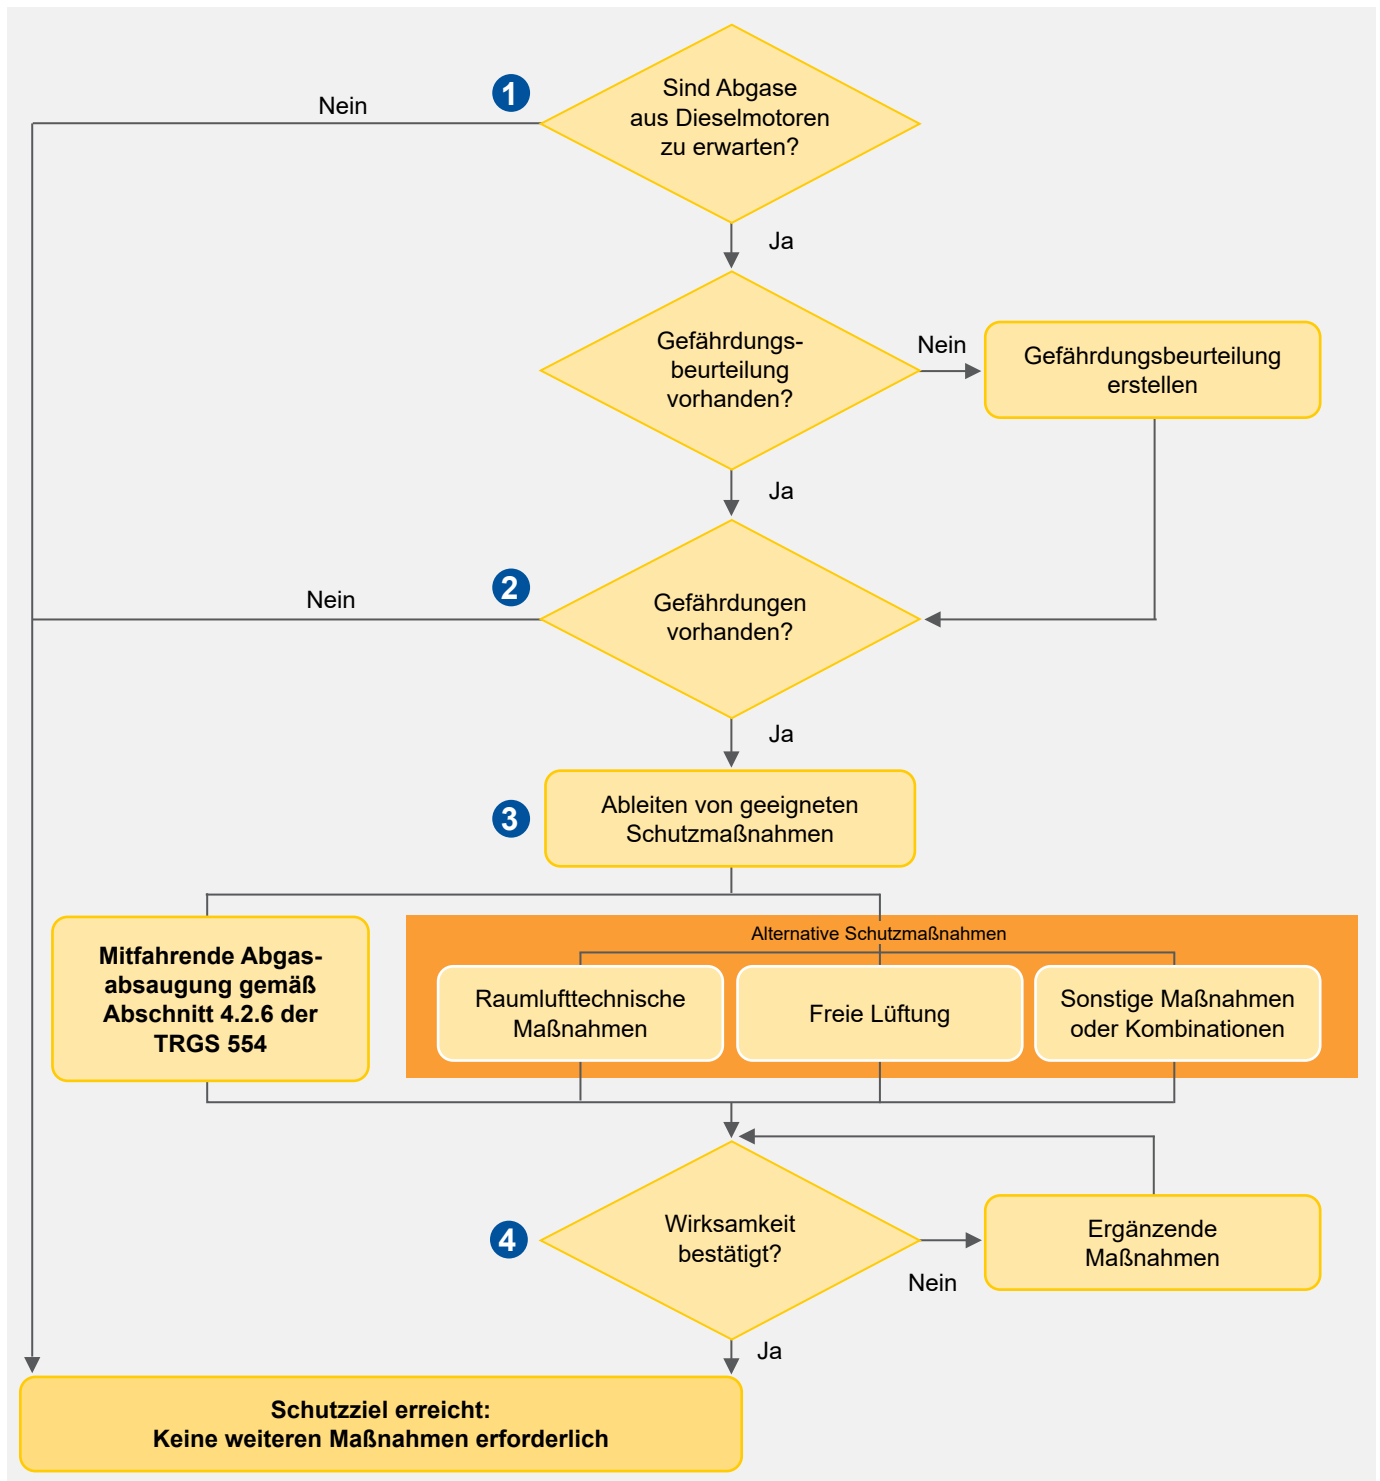 1
Sind Abgase
aus Dieselmotoren
zu erwarten?
Nein
Ja
Gefährdungs-
beurteilung
vorhanden?
Nein
Gefährdungsbeurteilung
erstellen
Ja
2
Gefährdungen
vorhanden?
Nein
Ja
3
Ableiten von geeigneten
Schutzmaßnahmen
Mitfahrende Abgas-
absaugung gemäß
Abschnitt 4.2.6 der
TRGS 554
Alternative Schutzmaßnahmen
Raumlufttechnische
Maßnahmen
Freie Lüftung
Sonstige Maßnahmen
oder Kombinationen
4
Wirksamkeit
bestätigt?
Nein
Ergänzende
Maßnahmen
Ja
Schutzziel erreicht:
Keine weiteren Maßnahmen erforderlich